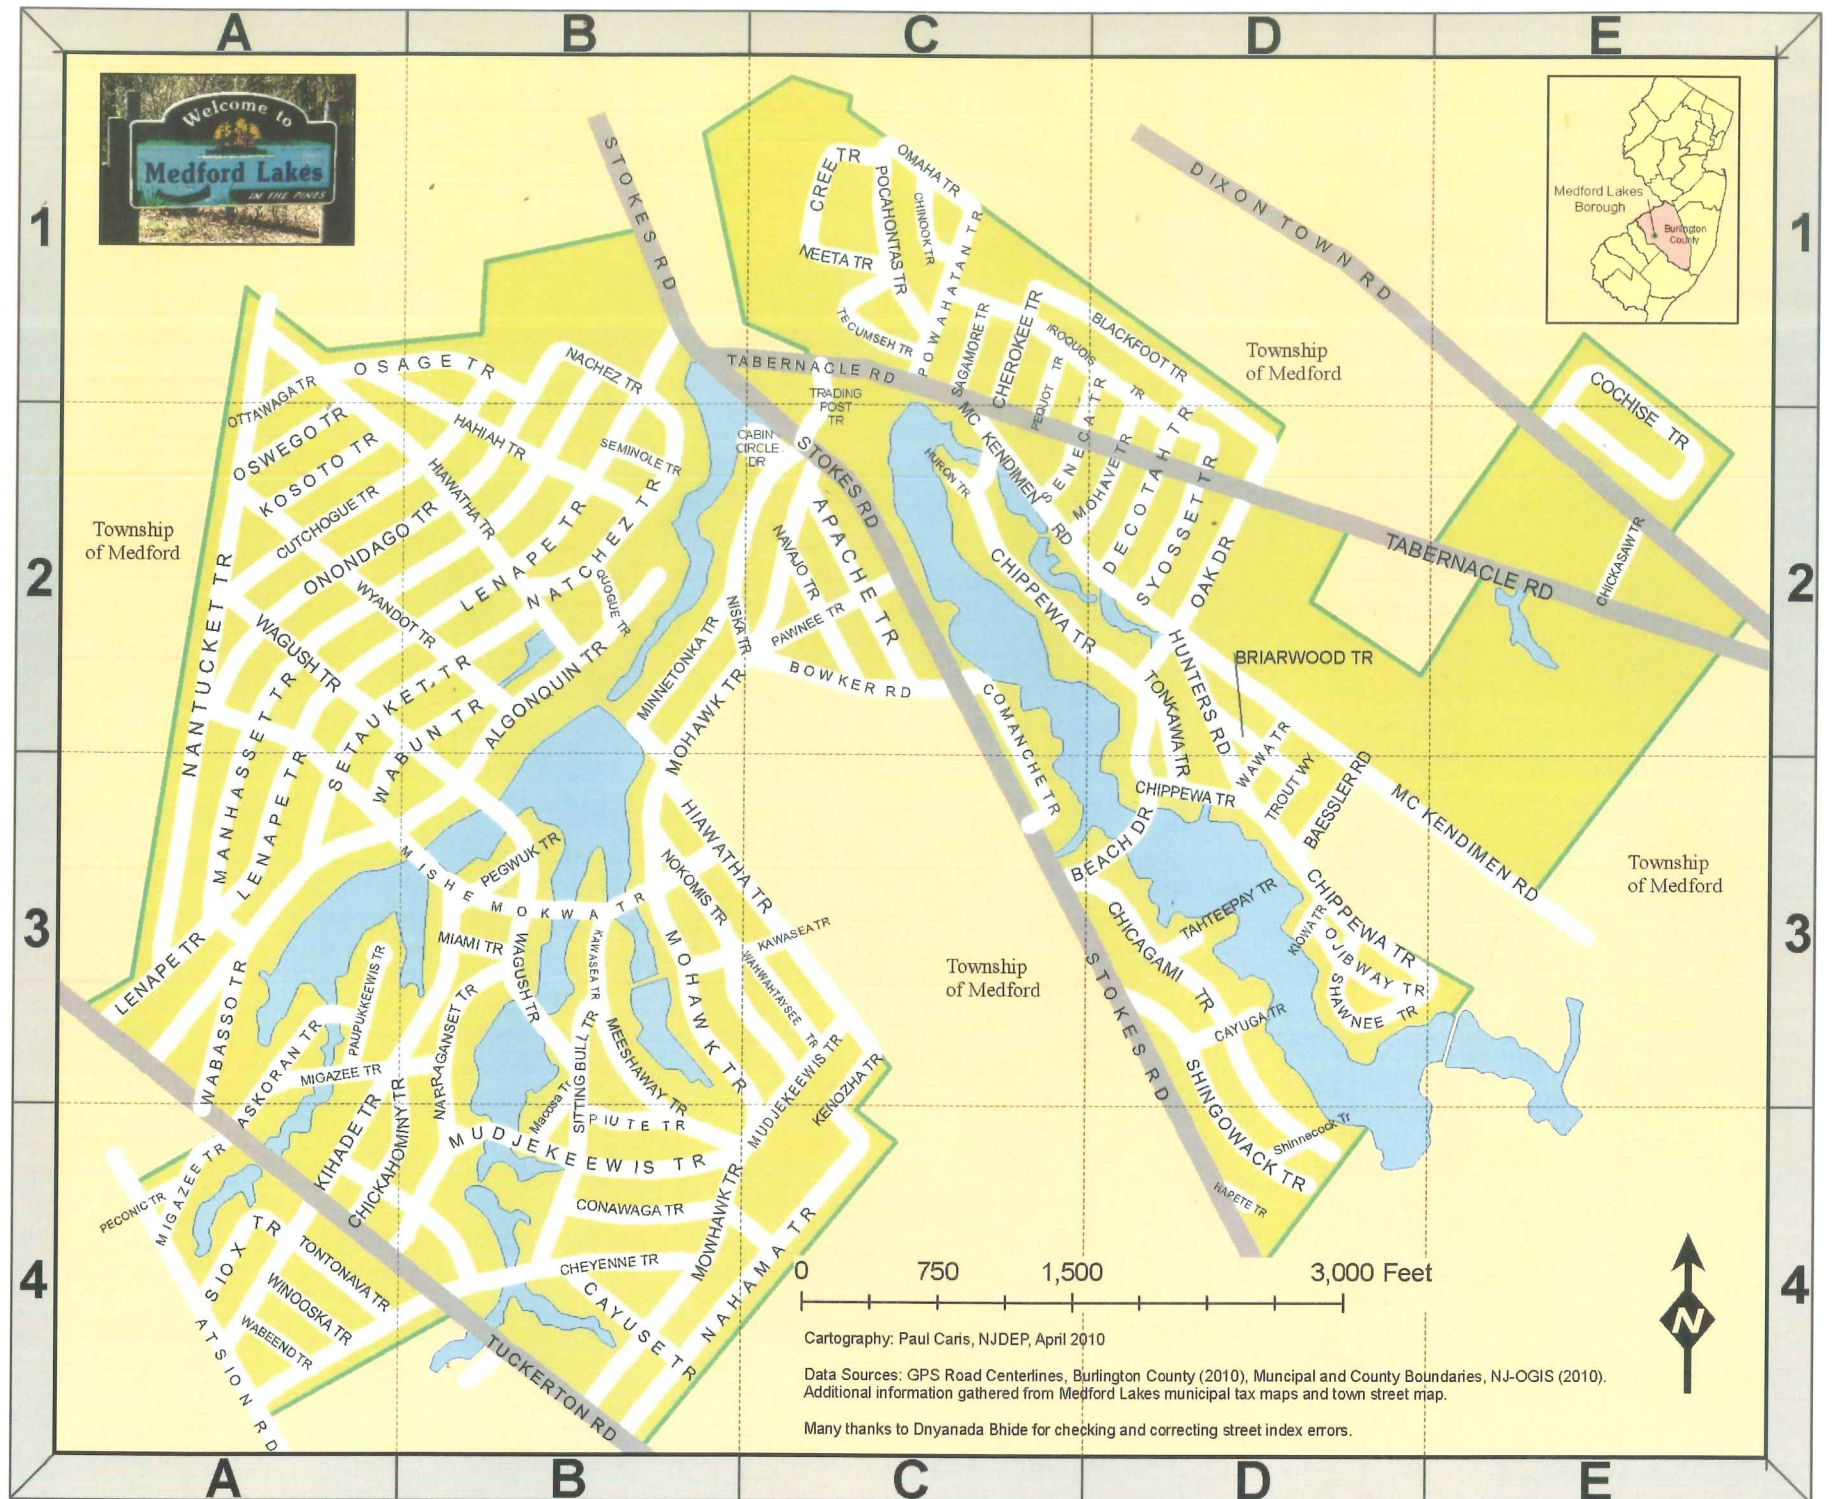 A B C D E
1
2
3
4
Welcome to
Medford Lakes
IN THE PINES
STOKES RD
CREE TR
OMAHA TR
POCAHONTAS TR
CHINOOK TR
NEETA TR
POWAHATAN TR
TECUMSEH TR
SAGAMORE TR
CHEROKEE TR
IROQUOIS TR
BLACKFOOT TR
PEQUOT TR
DIXON TOWN RD
Medford Lakes
Borough
Burlington
County
Township
of Medford
COCHISE TR
OSAGE TR
NACHEZ TR
OTTAWAGA TR
TABERNACLE RD
TRADING
POST
TR
CABIN
CIRCLE
DR
OSWEGO TR
KOSOTO TR
CUTCHOGUE TR
ONONDAGO TR
HAHIAH TR
HIAWATHA TR
SEMINOLE TR
LENAPE TR
NATCHEZ TR
QUOGUE TR
WYANDOT TR
WAGUSH TR
NANTUCKET TR
Township
of Medford
STOKES RD
APACHE TR
NAVAJO TR
PAWNEE TR
NISKA TR
BOWKER RD
MINNETONKA TR
MOHAWK TR
HURON TR
MC KENDIMEN RD
SENECA TR
MOHAVE TR
DECOTAH TR
SYOSSET TR
OAK DR
CHIPPEWA TR
TABERNACLE RD
CHICKASAW TR
HUNTERS RD
BRIARWOOD TR
TONKAWA TR
COMANCHE TR
MANHASSET TR
LENAPE TR
SETAUKET TR
WABUN TR
ALGONQUIN TR
WAWA TR
TROUT WY
BAESSLER RD
MC KENDIMEN RD
CHIPPEWA TR
BEACH DR
MISHE MOKWA TR
PEGWUK TR
HIAWATHA TR
NOKOMIS TR
MIAMI TR
WAGUSH TR
KAWASEA TR
MOHAWK TR
KAWASEA TR
WAHWAHTAYSEE TR
LENAPE TR
WABASSO TR
PAUPUKKEEWIS TR
ASKORAN TR
MIGAZEE TR
NARRAGANSET TR
SITTING BULL TR
MEESHAWAY TR
Macosa Tr
PIUTE TR
MUDJEKEEWIS TR
KENOZHA TR
Township
of Medford
CHICAGAMI TR
TAHTEEPAY TR
KIOWA TR
CHIPPEWA TR
OJIBWAY TR
SHAWNEE TR
CAYUGA TR
STOKES RD
SHINGOWACK TR
Shinnecock Tr
HAPETE TR
Township
of Medford
MUDJEKEEWIS TR
KIHADE TR
CHICKAHOMINY TR
PECONIC TR
MIGAZEE TR
SIOX TR
TONTONAVA TR
WINOOSKA TR
WABEEND TR
ATSION RD
CONAWAGA TR
CHEYENNE TR
CAYUSE TR
MOWHAWK TR
NAHAMA TR
TUCKERTON RD
0 750 1,500 3,000 Feet
Cartography: Paul Caris, NJDEP, April 2010
Data Sources: GPS Road Centerlines, Burlington County (2010), Muncipal and County Boundaries, NJ-OGIS (2010).
Additional information gathered from Medford Lakes municipal tax maps and town street map.
Many thanks to Dnyanada Bhide for checking and correcting street index errors.
N
1
2
3
4
A B C D E